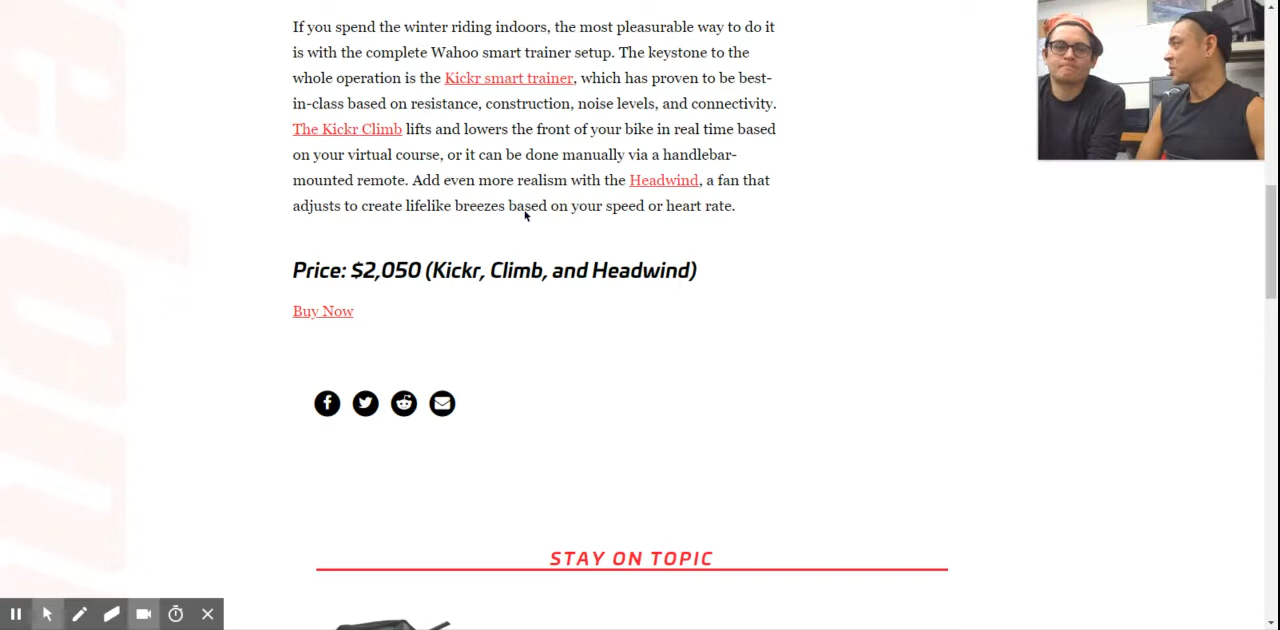 If you spend the winter riding indoors, the most pleasurable way to do it
is with the complete Wahoo smart trainer setup. The keystone to the
whole operation is the Kickr smart trainer, which has proven to be best-
in-class based on resistance, construction, noise levels, and connectivity.
The Kickr Climb lifts and lowers the front of your bike in real time based
on your virtual course, or it can be done manually via a handlebar-
mounted remote. Add even more realism with the Headwind, a fan that
adjusts to create lifelike breezes based on your speed or heart rate.
Price: $2,050 (Kickr, Climb, and Headwind)
Buy Now
STAY ON TOPIC